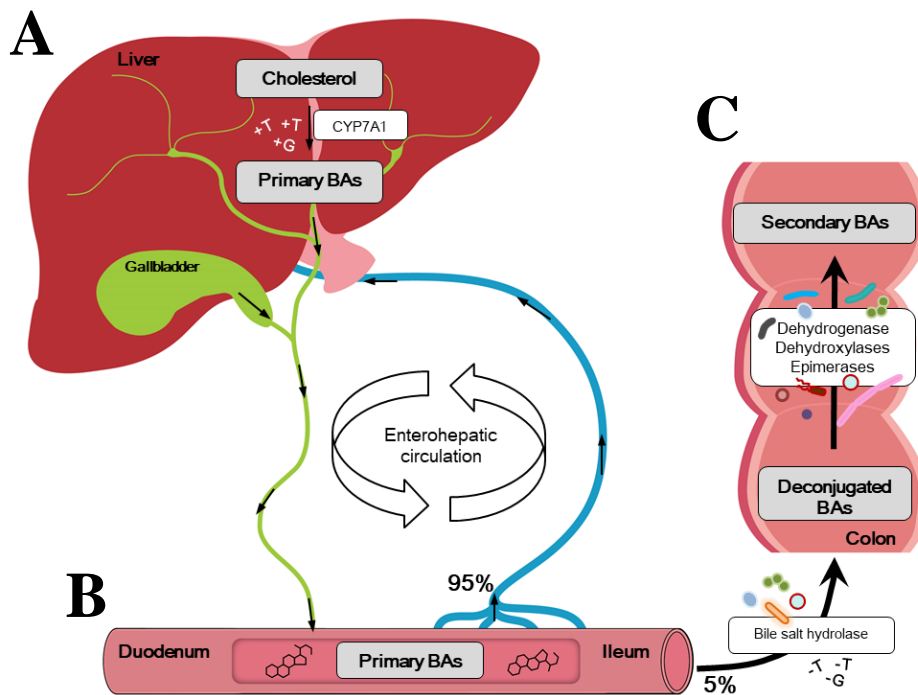 A
Liver
Cholesterol
+T +T
+G
CYP7A1
Primary BAs
Gallbladder
Enterohepatic
circulation
B
95%
Duodenum
Primary BAs
Ileum
5%
C
Secondary BAs
Dehydrogenase
Dehydroxylases
Epimerases
Deconjugated
BAs
Colon
Bile salt hydrolase
-T -T
-G